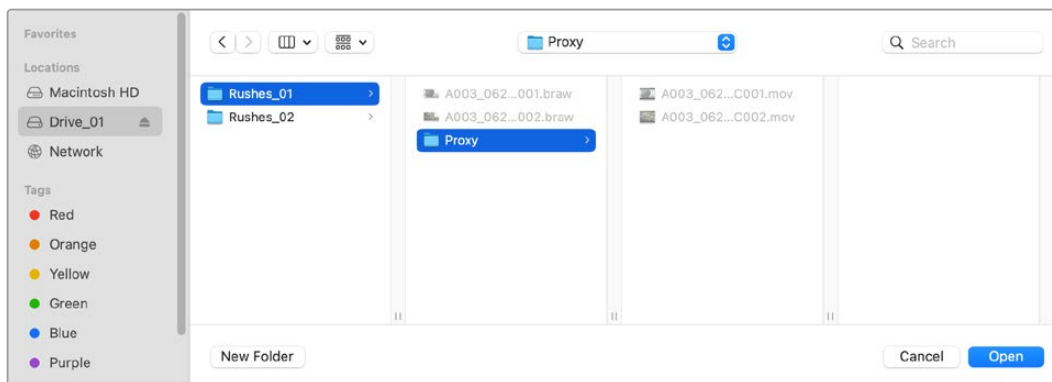 Favorites
Locations
Macintosh HD
Drive_01
Network
Tags
Red
Orange
Yellow
Green
Blue
Purple
Proxy
Search
Rushes_01
Rushes_02
A003_062...001.braw
A003_062...002.braw
Proxy
A003_062...C001.mov
A003_062...C002.mov
New Folder
Cancel
Open